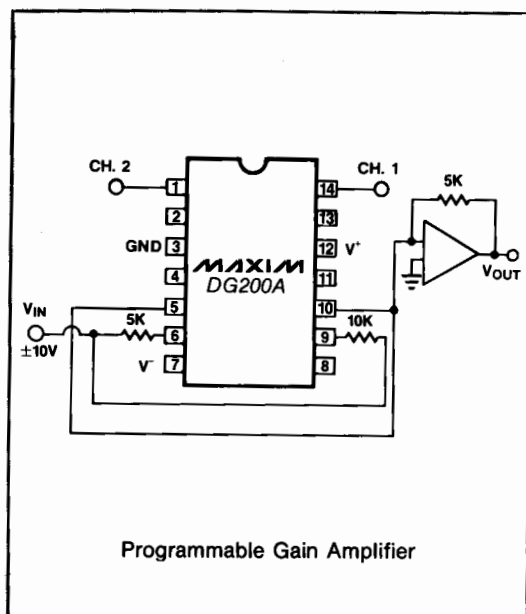 CH. 2
CH. 1
1
14
5K
2
13
GND 3
12 V⁺
MAXIM
DG200A
4
11
VOUT
VIN
5
10
5K
10K
±10V
6
9
V⁻ 7
8
Programmable Gain Amplifier